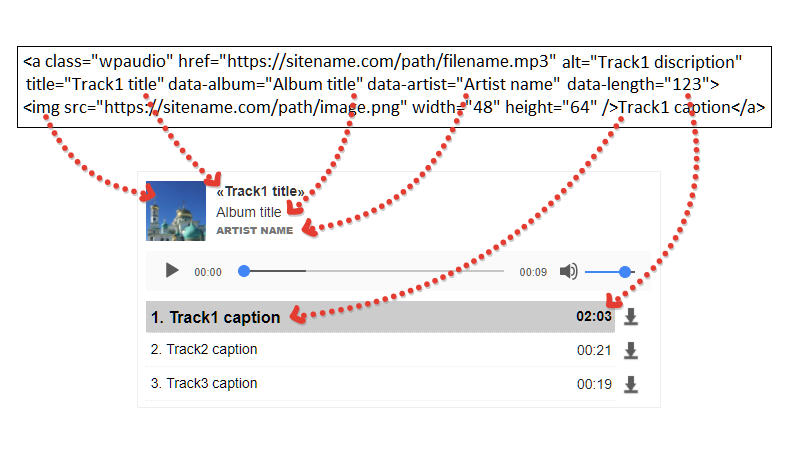 <a class="wpaudio" href="https://sitename.com/path/filename.mp3" alt="Track1 discription"
title="Track1 title" data-album="Album title" data-artist="Artist name" data-length="123">
<img src="https://sitename.com/path/image.png" width="48" height="64" />Track1 caption</a>
«Track1 title»
Album title
ARTIST NAME
00:00 00:09
1. Track1 caption 02:03
2. Track2 caption 00:21
3. Track3 caption 00:19